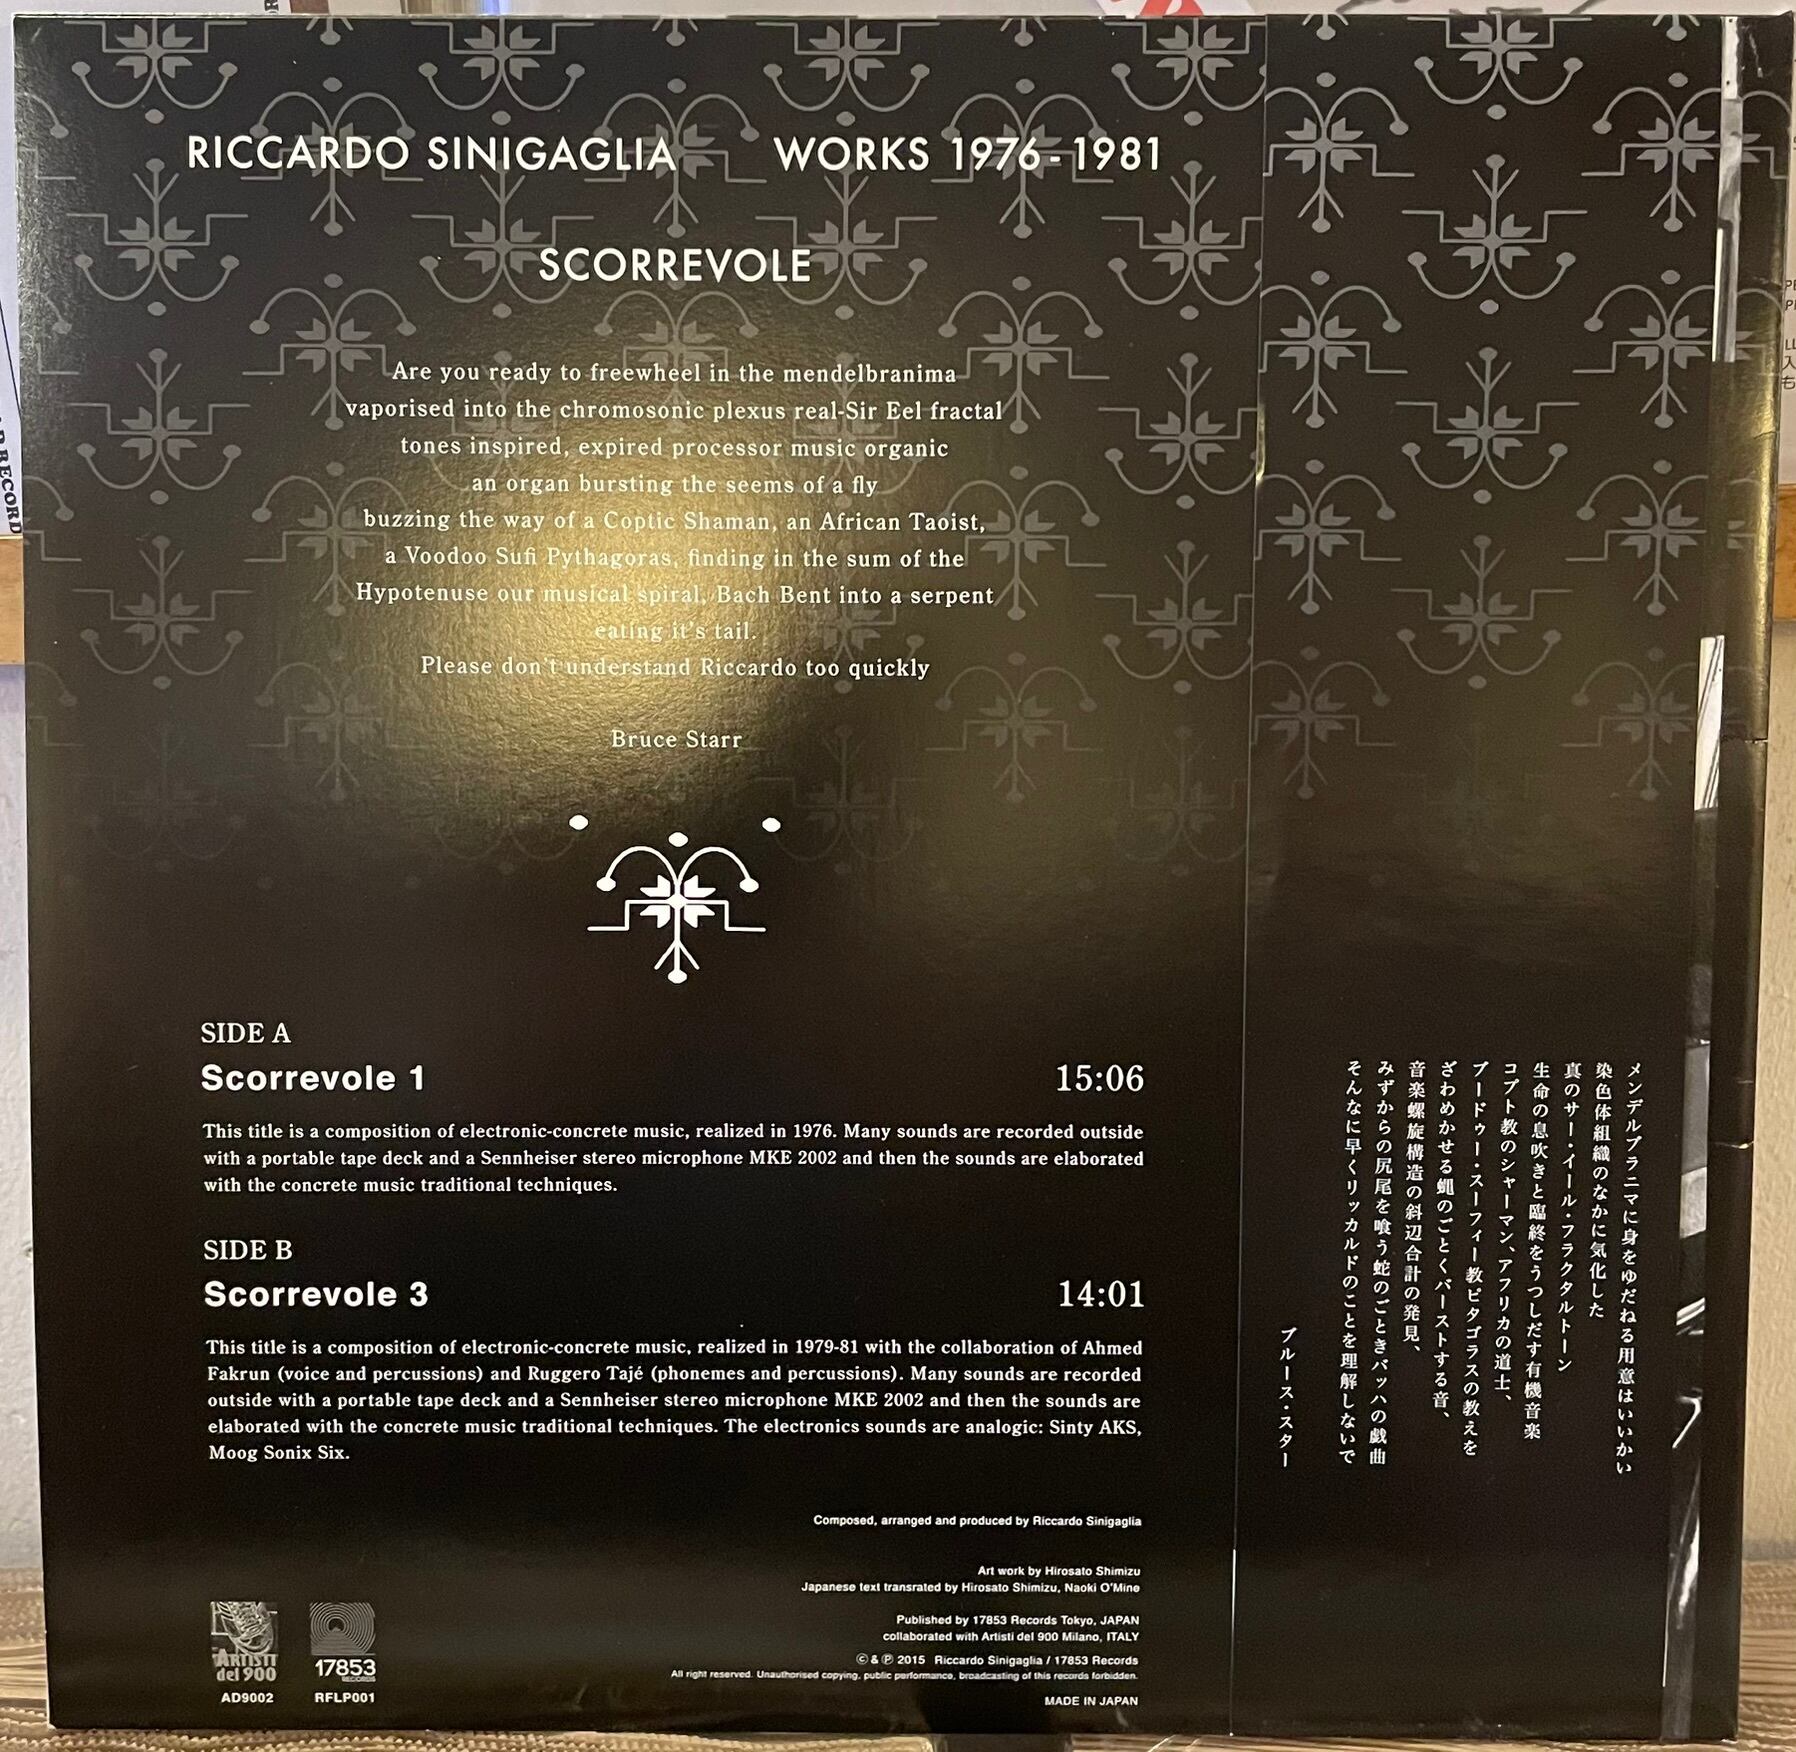 RICCARDO SINIGAGLIA WORKS 1976-1981
SCORREVOLE
Are you ready to freewheel in the mendelbranima
vaporised into the chromosonic plexus real-Sir Eel fractal
tones inspired, expired processor music organic
an organ bursting the seems of a fly
buzzing the way of a Coptic Shaman, an African Taoist,
a Voodoo Sufi Pythagoras, finding in the sum of the
Hypotenuse our musical spiral, Bach Bent into a serpent
eating it's tail.
Please don't understand Riccardo too quickly
Bruce Starr
SIDE A
Scorrevole 1 15:06
This title is a composition of electronic-concrete music, realized in 1976. Many sounds are recorded outside
with a portable tape deck and a Sennheiser stereo microphone MKE 2002 and then the sounds are elaborated
with the concrete music traditional techniques.
SIDE B
Scorrevole 3 14:01
This title is a composition of electronic-concrete music, realized in 1979-81 with the collaboration of Ahmed
Fakrun (voice and percussions) and Ruggero Tajé (phonemes and percussions). Many sounds are recorded
outside with a portable tape deck and a Sennheiser stereo microphone MKE 2002 and then the sounds are
elaborated with the concrete music traditional techniques. The electronics sounds are analogic: Sinty AKS,
Moog Sonix Six.
Composed, arranged and produced by Riccardo Sinigaglia
Art work by Hirosato Shimizu
Japanese text transrated by Hirosato Shimizu, Naoki O'Mine
Published by 17853 Records Tokyo, JAPAN
collaborated with Artisti del 900 Milano, ITALY
© & ℗ 2015 Riccardo Sinigaglia / 17853 Records
All right reserved. Unauthorised copying, public performance, broadcasting of this records forbidden.
MADE IN JAPAN
ARTISTI
del 900
AD9002
17853
RECORDS
RFLP001
メンデルブラニマに身をゆだねる用意はいいかい
染色体組織のなかに気化した
真のサー・イール・フラクタルトーン
生命の息吹きと臨終をうつしだす有機音楽
コプト教のシャーマン、アフリカの道士、
ブードゥー・スーフィー教ピタゴラスの教えを
ざわめかせる蝿のごとくバーストする音、
音楽螺旋構造の斜辺合計の発見、
みずからの尻尾を喰う蛇のごときバッハの戯曲
そんなに早くリッカルドのことを理解しないで
ブルース・スター
RECORD